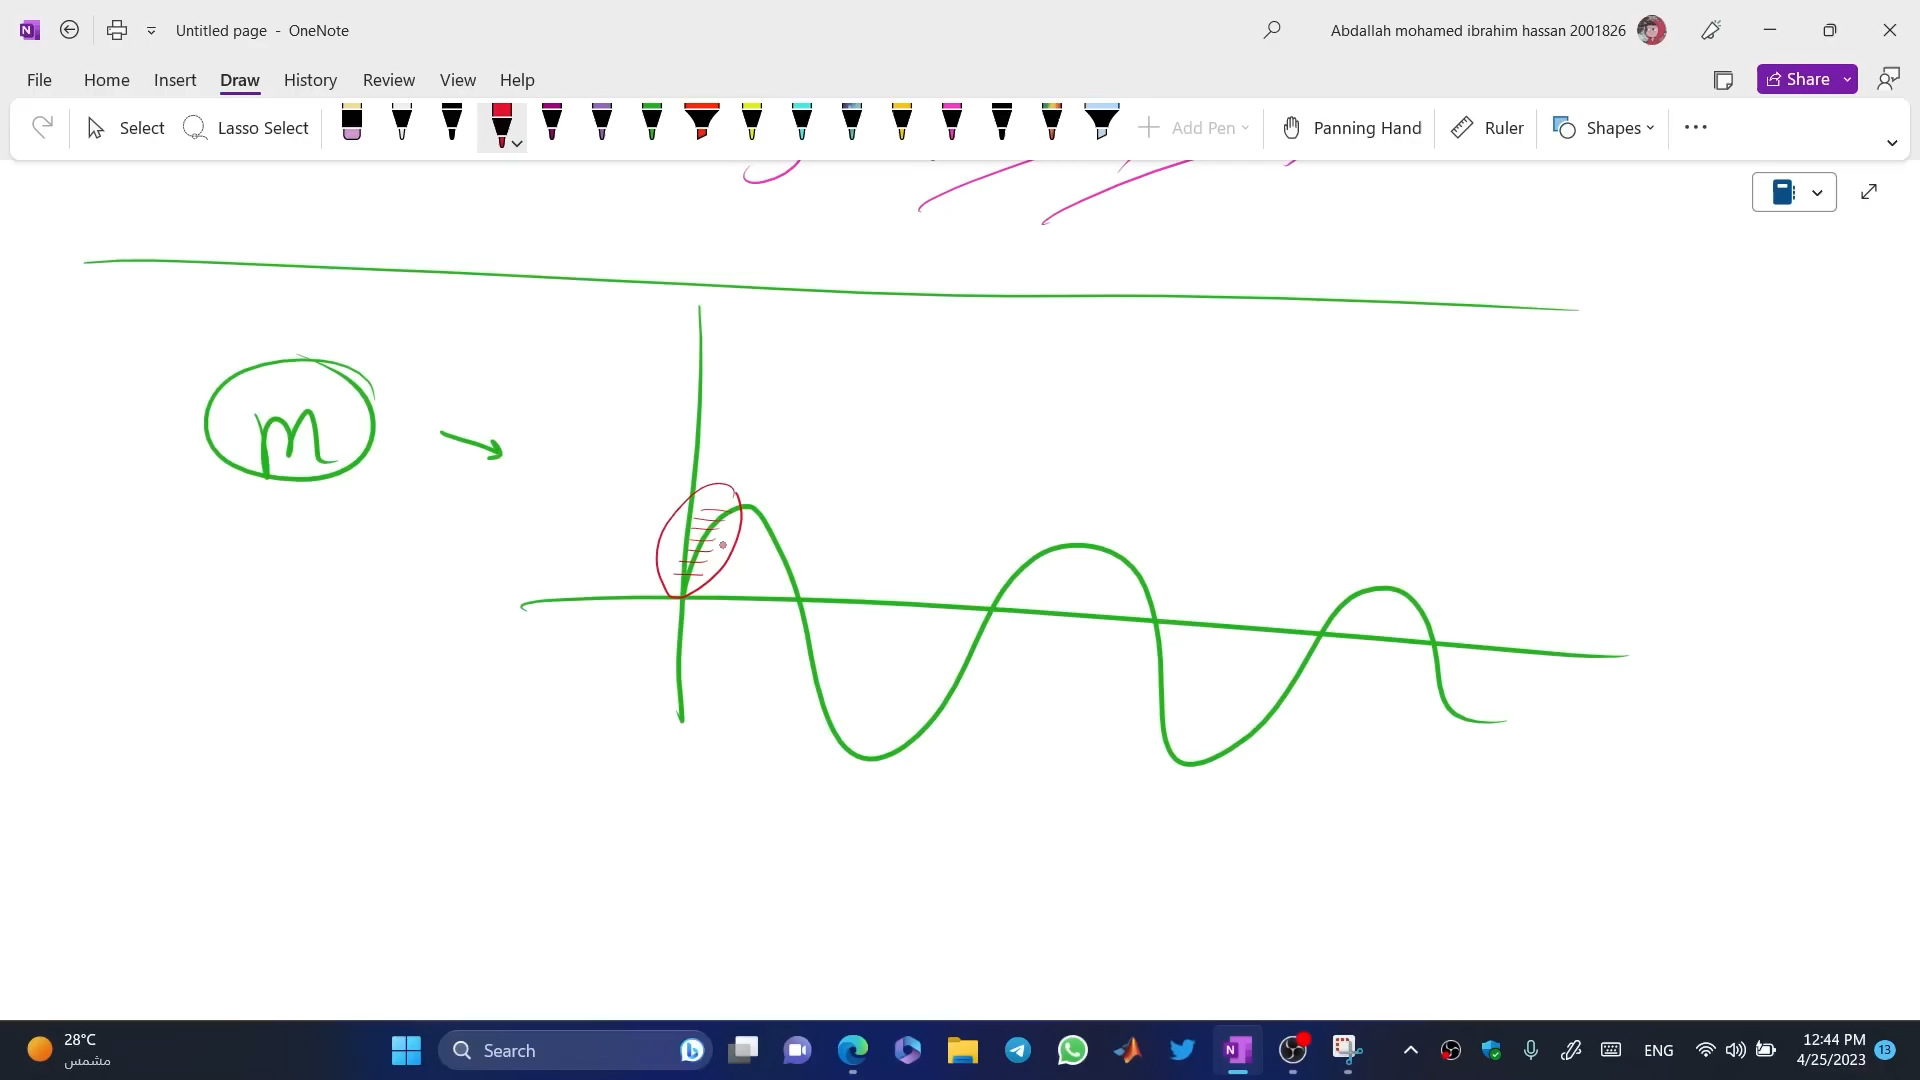 Untitled page - OneNote
Abdallah mohamed ibrahim hassan 2001826
File Home Insert Draw History Review View Help
Share
Select
Lasso Select
Add Pen
Panning Hand
Ruler
Shapes
m
28°C
مشمس
Search
ENG
12:44 PM
4/25/2023
13